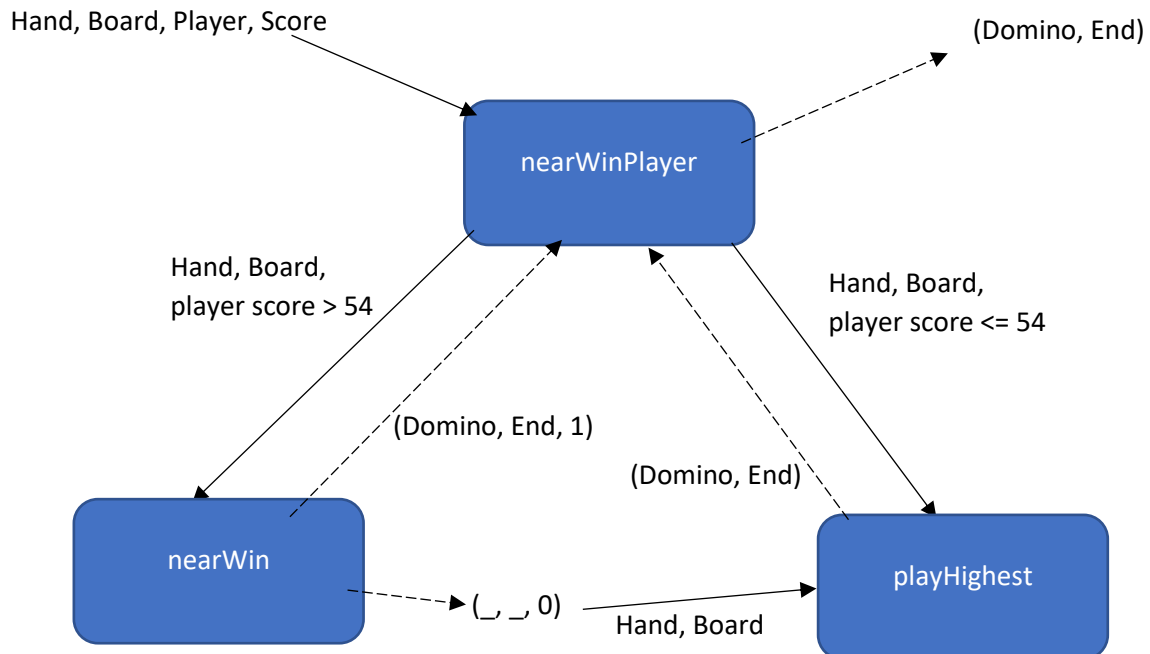 Hand, Board, Player, Score
(Domino, End)
nearWinPlayer
Hand, Board,
player score > 54
Hand, Board,
player score <= 54
(Domino, End, 1)
(Domino, End)
nearWin
playHighest
(_, _, 0)
Hand, Board